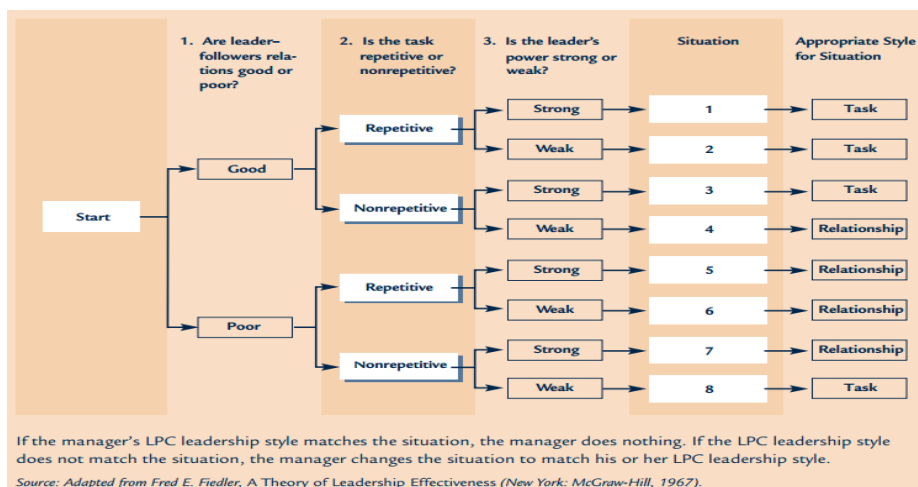 1. Are leader–
followers rela-
tions good or
poor?
2. Is the task
repetitive or
nonrepetitive?
3. Is the leader's
power strong or
weak?
Situation
Appropriate Style
for Situation
Start
Good
Poor
Repetitive
Nonrepetitive
Repetitive
Nonrepetitive
Strong 1 Task
Weak 2 Task
Strong 3 Task
Weak 4 Relationship
Strong 5 Relationship
Weak 6 Relationship
Strong 7 Relationship
Weak 8 Task
If the manager's LPC leadership style matches the situation, the manager does nothing. If the LPC leadership style
does not match the situation, the manager changes the situation to match his or her LPC leadership style.
Source: Adapted from Fred E. Fiedler, A Theory of Leadership Effectiveness (New York: McGraw-Hill, 1967).